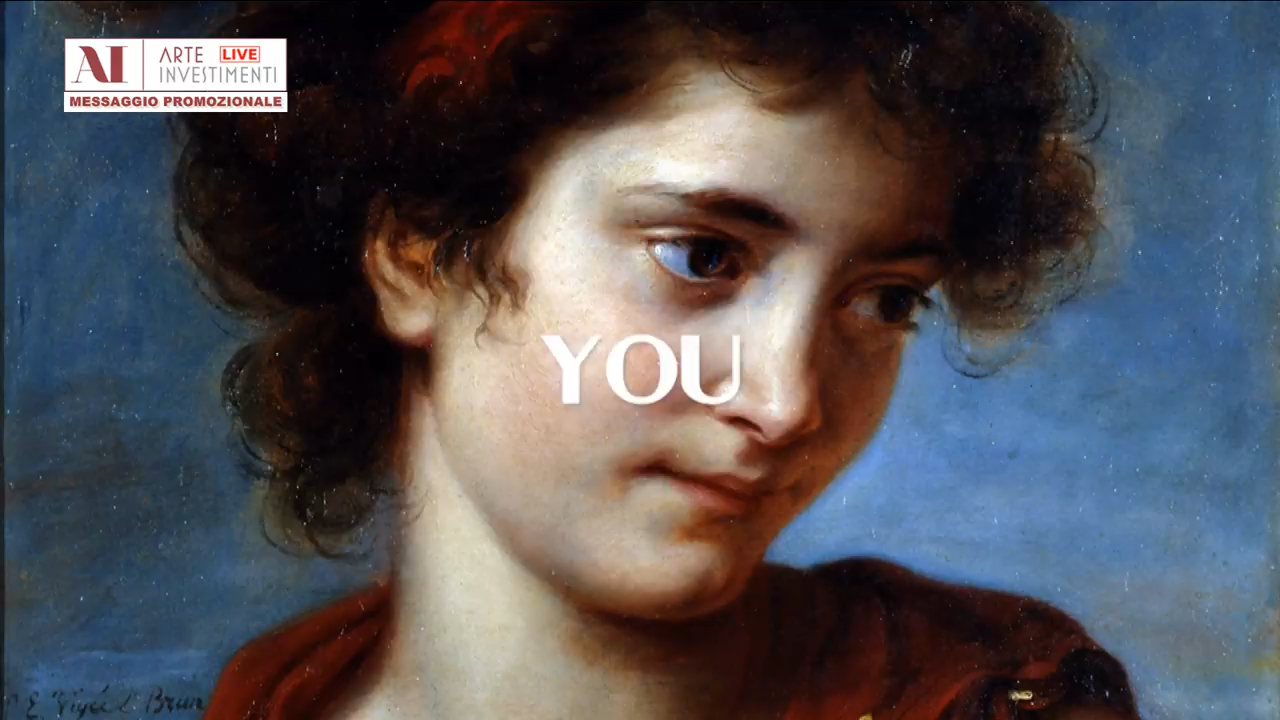 AI
ARTE LIVE
INVESTIMENTI
MESSAGGIO PROMOZIONALE
YOU
E. Vigée L Brun